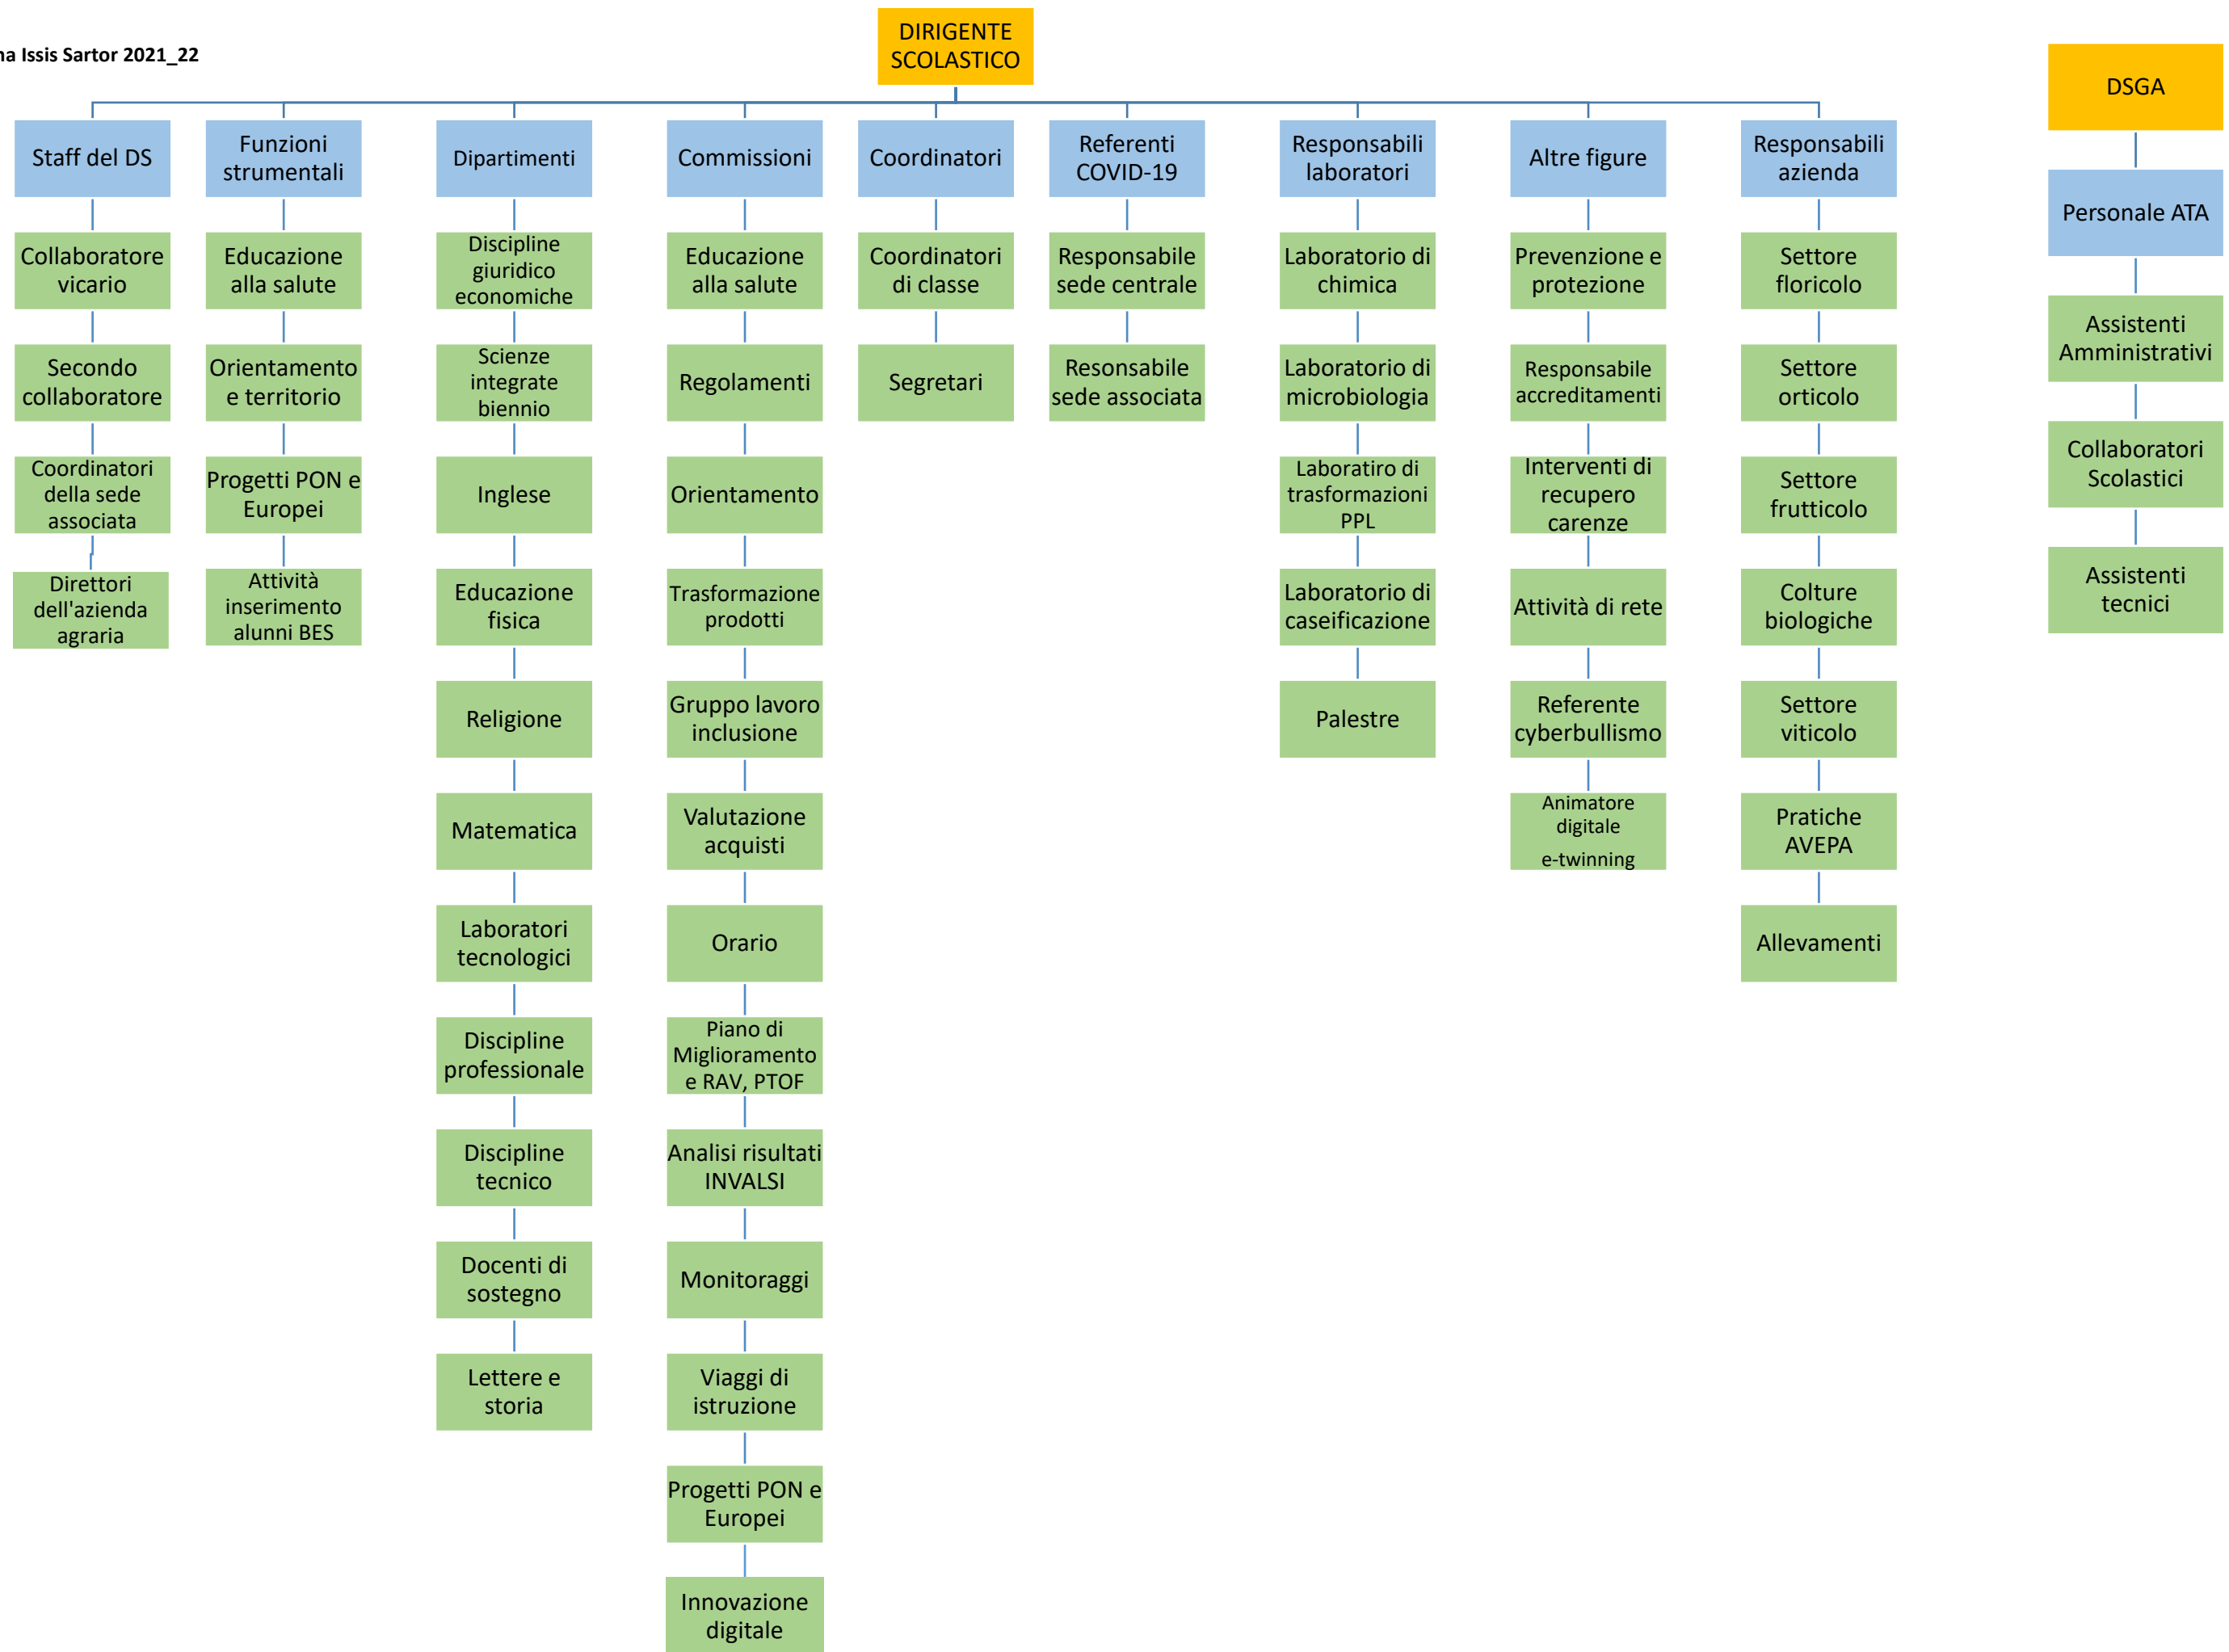 Issis Sartor 2021_22
DIRIGENTE
SCOLASTICO
DSGA
Staff del DS
Funzioni
strumentali
Dipartimenti
Commissioni
Coordinatori
Referenti
COVID-19
Responsabili
laboratori
Altre figure
Responsabili
azienda
Personale ATA
Collaboratore
vicario
Secondo
collaboratore
Coordinatori
della sede
associata
Direttori
dell'azienda
agraria
Educazione
alla salute
Orientamento
e territorio
Progetti PON e
Europei
Attività
inserimento
alunni BES
Discipline
giuridico
economiche
Scienze
integrate
biennio
Inglese
Educazione
fisica
Religione
Matematica
Laboratori
tecnologici
Discipline
professionale
Discipline
tecnico
Docenti di
sostegno
Lettere e
storia
Educazione
alla salute
Regolamenti
Orientamento
Trasformazione
prodotti
Gruppo lavoro
inclusione
Valutazione
acquisti
Orario
Piano di
Miglioramento
e RAV, PTOF
Analisi risultati
INVALSI
Monitoraggi
Viaggi di
istruzione
Progetti PON e
Europei
Innovazione
digitale
Coordinatori
di classe
Segretari
Responsabile
sede centrale
Resonsabile
sede associata
Laboratorio di
chimica
Laboratorio di
microbiologia
Laboratiro di
trasformazioni
PPL
Laboratorio di
caseificazione
Palestre
Prevenzione e
protezione
Responsabile
accreditamenti
Interventi di
recupero
carenze
Attività di rete
Referente
cyberbullismo
Animatore
digitale
e-twinning
Settore
floricolo
Settore
orticolo
Settore
frutticolo
Colture
biologiche
Settore
viticolo
Pratiche
AVEPA
Allevamenti
Assistenti
Amministrativi
Collaboratori
Scolastici
Assistenti
tecnici